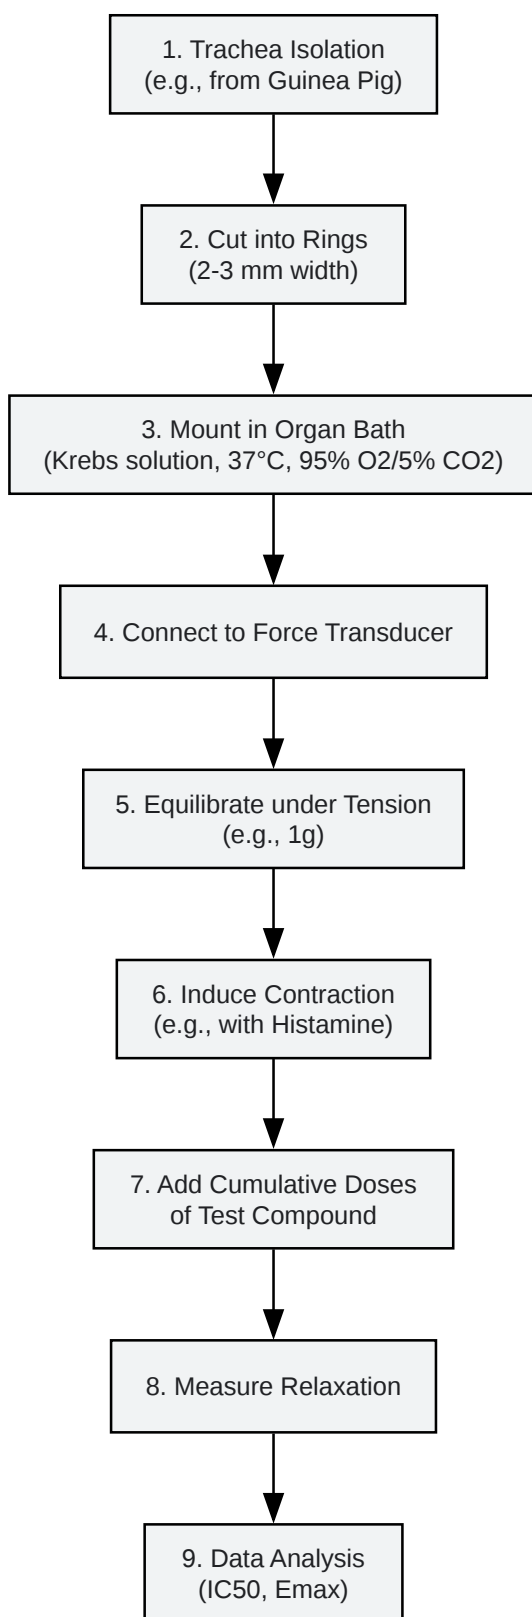 1. Trachea Isolation
(e.g., from Guinea Pig)
2. Cut into Rings
(2-3 mm width)
3. Mount in Organ Bath
(Krebs solution, 37°C, 95% O2/5% CO2)
4. Connect to Force Transducer
5. Equilibrate under Tension
(e.g., 1g)
6. Induce Contraction
(e.g., with Histamine)
7. Add Cumulative Doses
of Test Compound
8. Measure Relaxation
9. Data Analysis
(IC50, Emax)